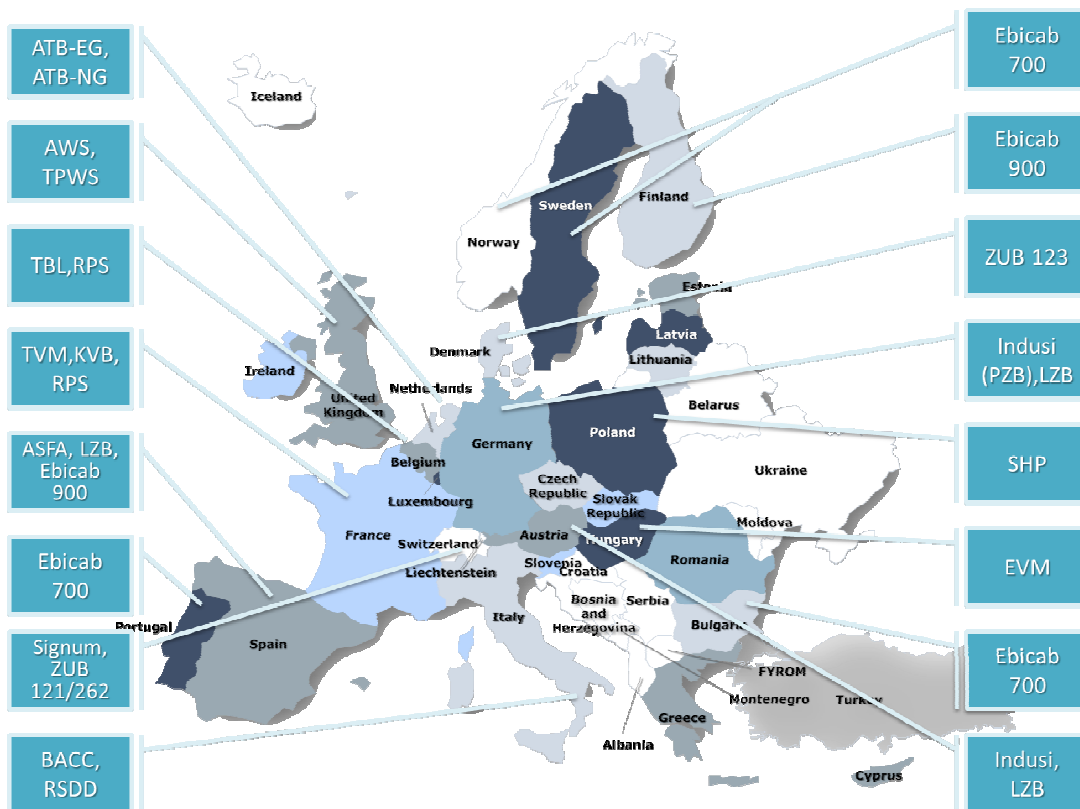 ATB-EG,
ATB-NG
AWS,
TPWS
TBL,RPS
TVM,KVB,
RPS
ASFA, LZB,
Ebicab
900
Ebicab
700
Signum,
ZUB
121/262
BACC,
RSDD
Iceland
Norway
Sweden
Finland
Estonia
Latvia
Lithuania
Denmark
Ireland
United
Kingdom
Netherlands
Belarus
Poland
Germany
Belgium
Luxembourg
Czech
Republic
Slovak
Republic
Ukraine
Moldova
France
Switzerland
Liechtenstein
Austria
Hungary
Slovenia
Croatia
Romania
Bosnia
and
Herzegovina
Serbia
Italy
Bulgaria
Portugal
Spain
FYROM
Montenegro
Turkey
Greece
Albania
Cyprus
Ebicab
700
Ebicab
900
ZUB 123
Indusi
(PZB),LZB
SHP
EVM
Ebicab
700
Indusi,
LZB